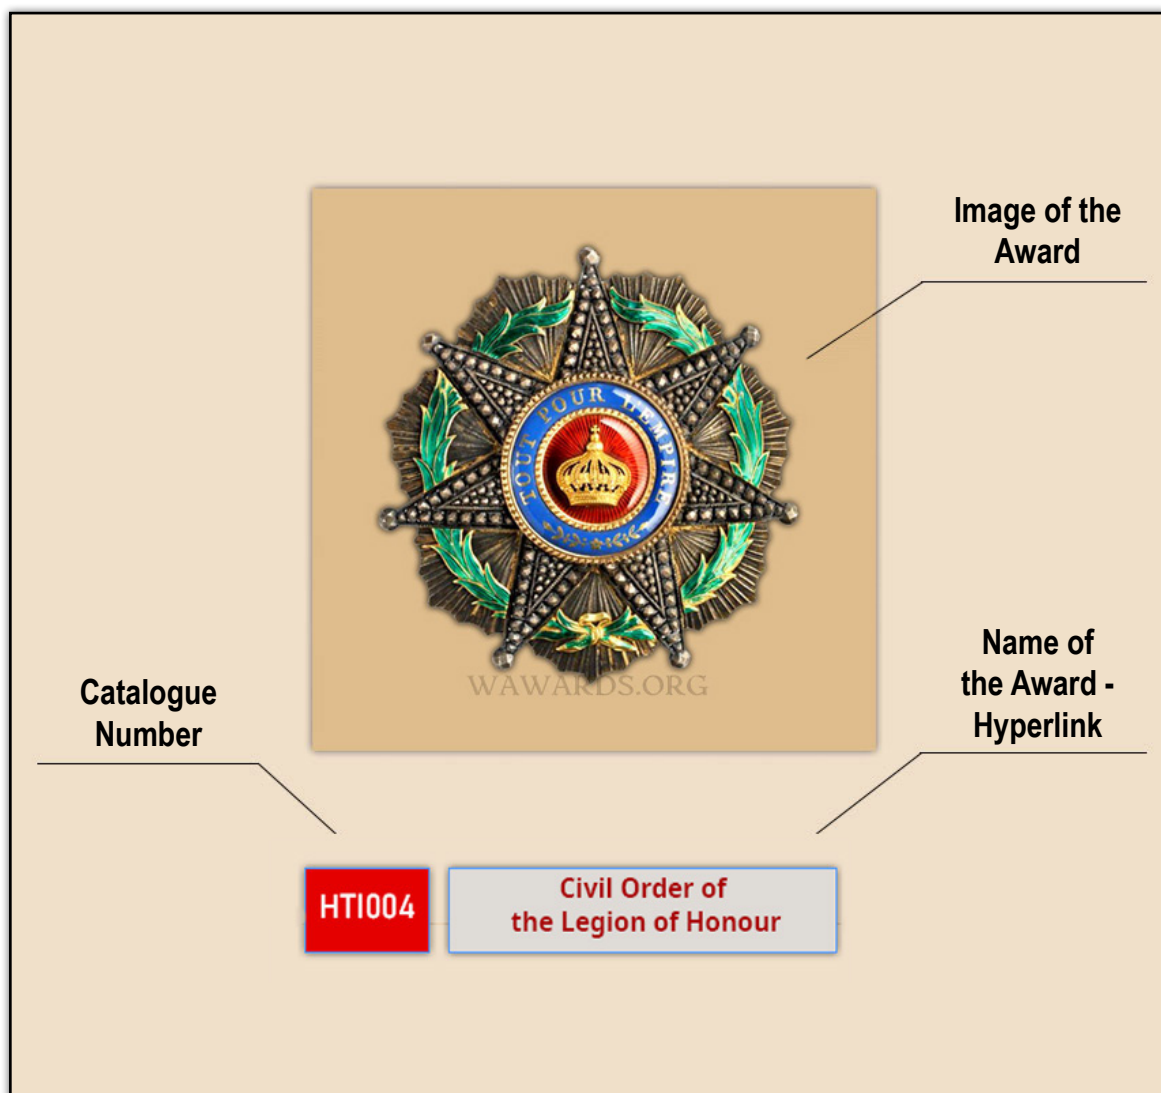 Image of the
Award
TOUT POUR L'EMPIRE
WAWARDS.ORG
Name of
the Award -
Hyperlink
Catalogue
Number
HTI004
Civil Order of
the Legion of Honour